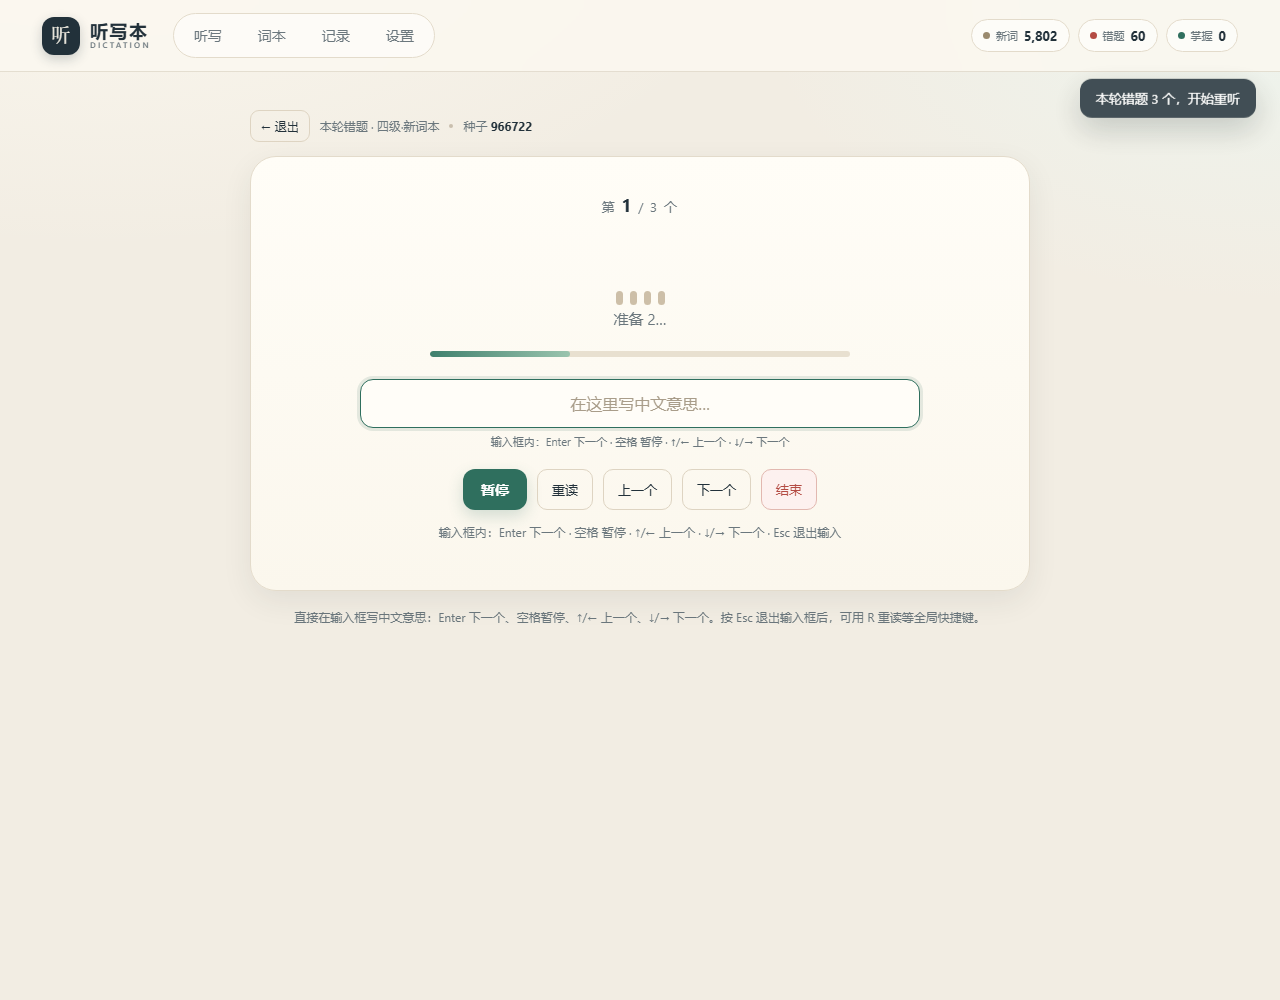 听 听写本 DICTATION 听写 词本 记录 设置 新词 5,802 错题 60 掌握 0
本轮错题 3 个，开始重听
← 退出 本轮错题 · 四级·新词本 • 种子 966722
第 1 / 3 个
准备 2...
在这里写中文意思...
输入框内：Enter 下一个 · 空格 暂停 · ↑/← 上一个 · ↓/→ 下一个
暂停 重读 上一个 下一个 结束
输入框内：Enter 下一个 · 空格 暂停 · ↑/← 上一个 · ↓/→ 下一个 · Esc 退出输入
直接在输入框写中文意思：Enter 下一个、空格暂停、↑/← 上一个、↓/→ 下一个。按 Esc 退出输入框后，可用 R 重读等全局快捷键。